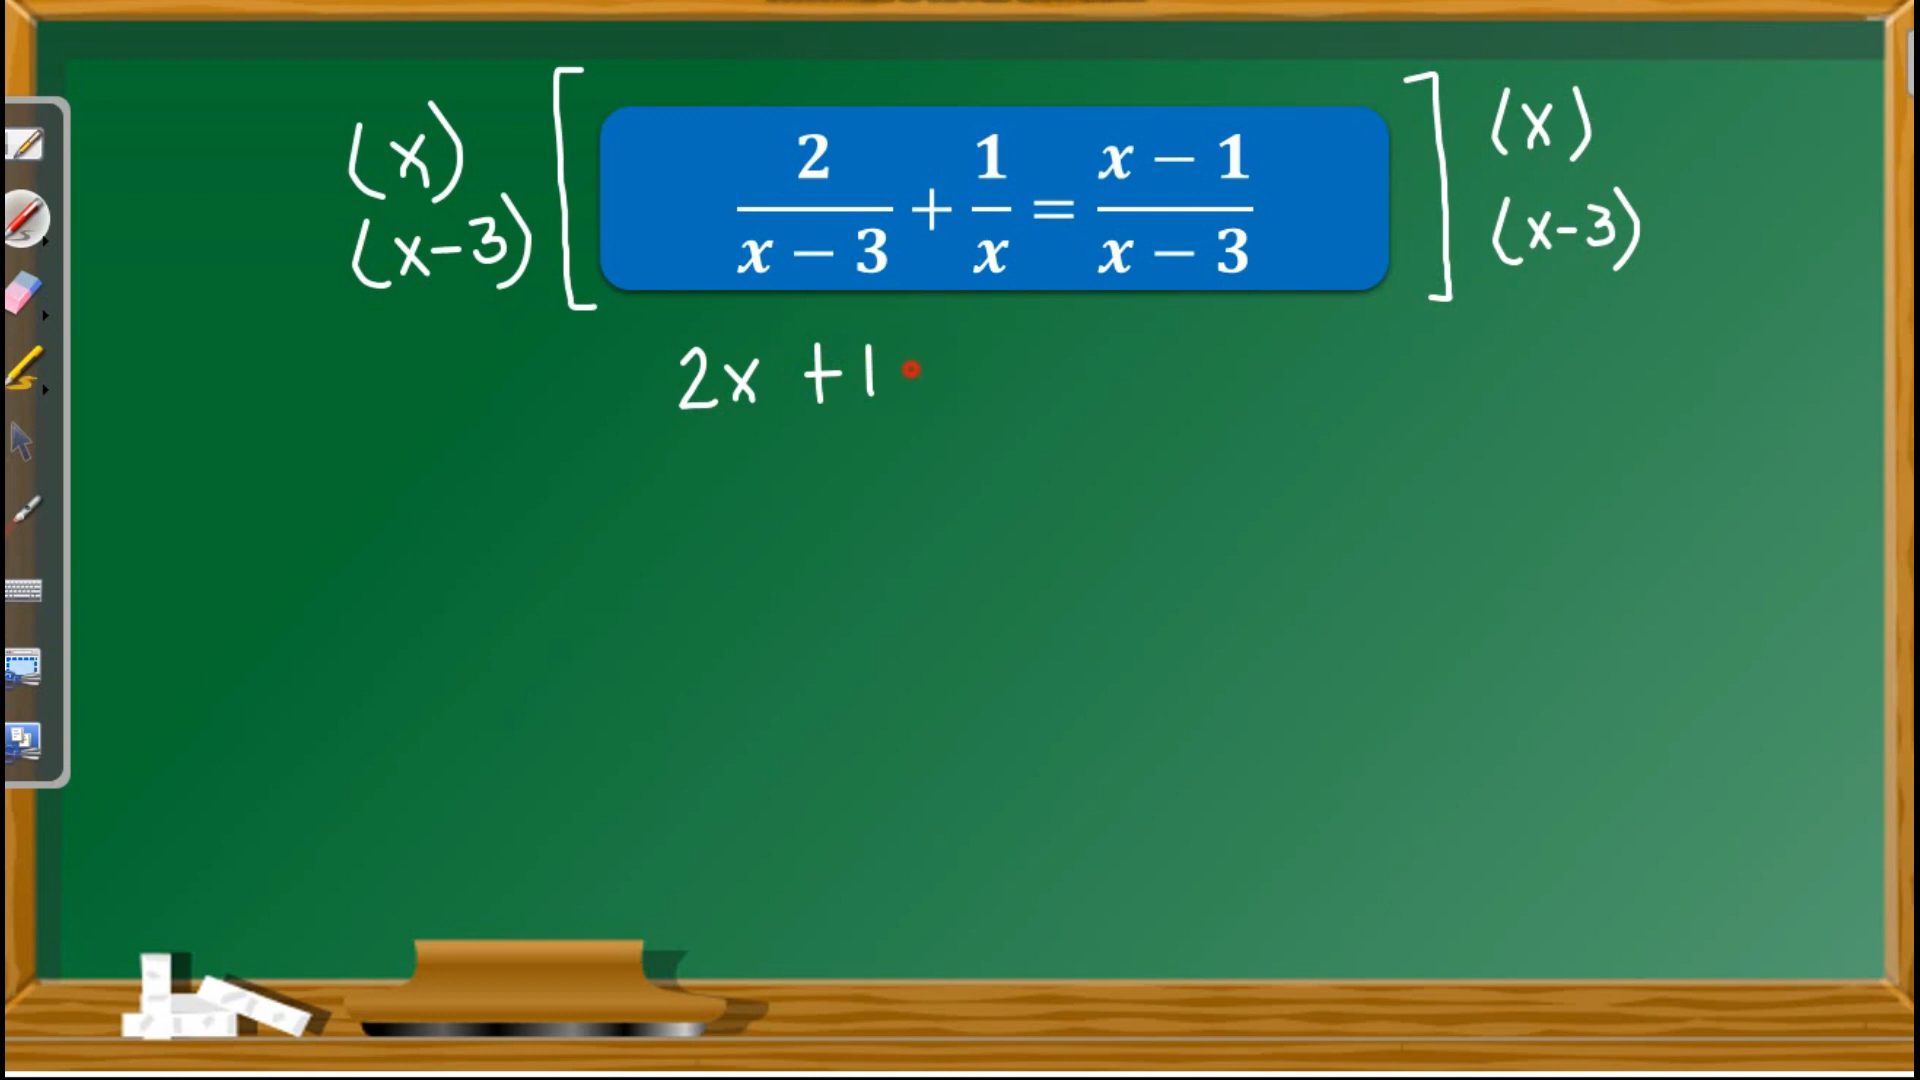 (x) [ 2/(x − 3) + 1/x = (x − 1)/(x − 3) ] (x)
(x-3) (x-3)
2x +1